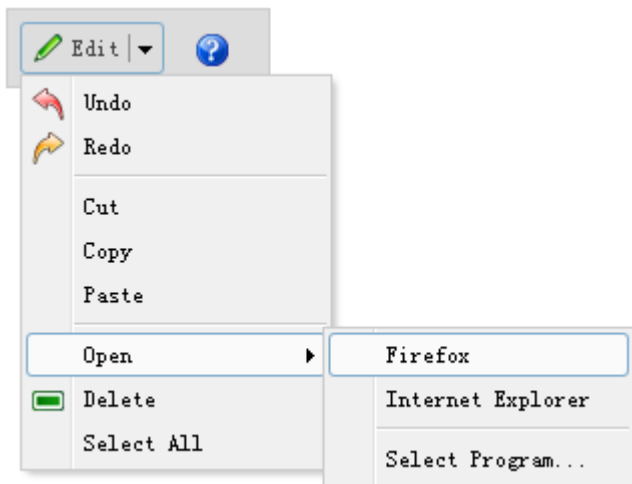 Edit
Undo
Redo
Cut
Copy
Paste
Open
Firefox
Delete
Internet Explorer
Select All
Select Program...